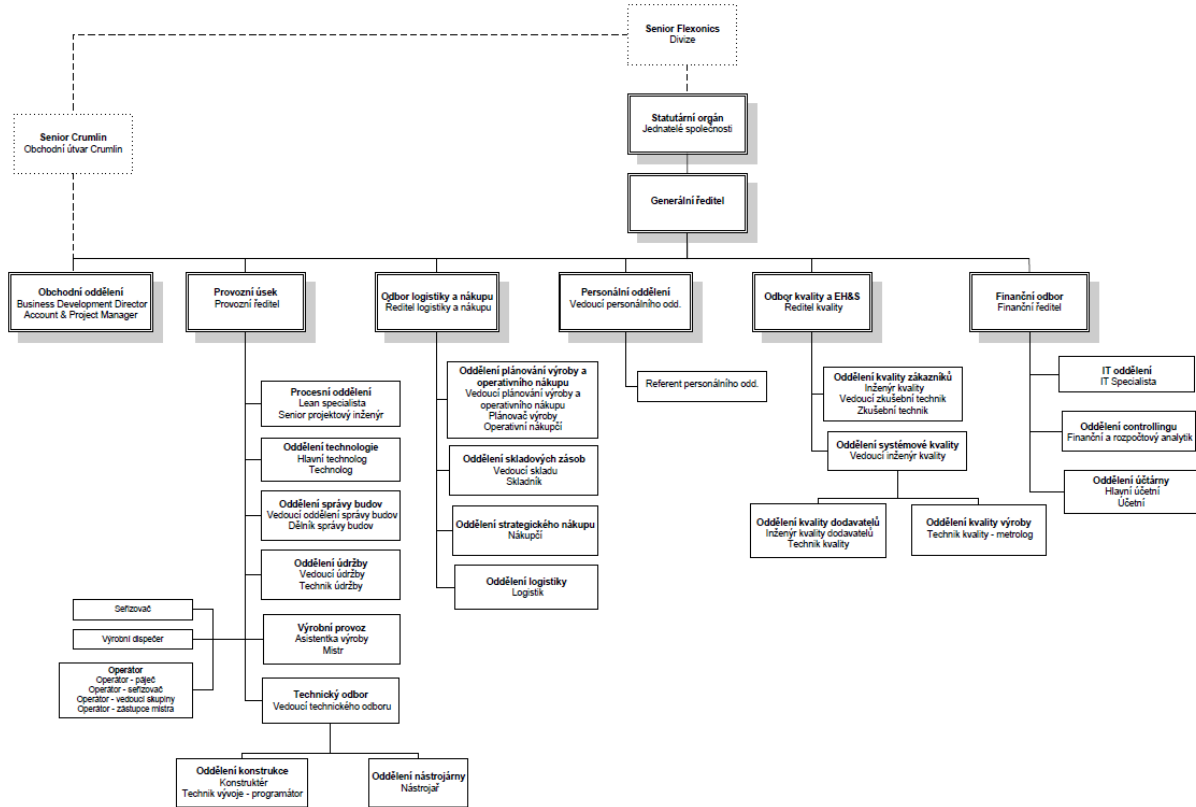 Senior Flexonics
Divize
Senior Crumlin
Obchodní útvar Crumlin
Statutární orgán
Jednatelé společnosti
Generální ředitel
Obchodní oddělení
Business Development Director
Account & Project Manager
Provozní úsek
Provozní ředitel
Odbor logistiky a nákupu
Ředitel logistiky a nákupu
Personální oddělení
Vedoucí personálního odd.
Odbor kvality a EH&S
Ředitel kvality
Finanční odbor
Finanční ředitel
Procesní oddělení
Lean specialista
Senior projektový inženýr
Oddělení technologie
Hlavní technolog
Technolog
Oddělení správy budov
Vedoucí oddělení správy budov
Dělník správy budov
Oddělení údržby
Vedoucí údržby
Technik údržby
Výrobní provoz
Asistentka výroby
Mistr
Seřizovač
Výrobní dispečer
Operátor
Operátor - páječ
Operátor - seřizovač
Operátor - vedoucí skupiny
Operátor - zástupce mistra
Technický odbor
Vedoucí technického odboru
Oddělení konstrukce
Konstruktér
Technik vývoje - programátor
Oddělení nástrojárny
Nástrojař
Oddělení plánování výroby a
operativního nákupu
Vedoucí plánování výroby a
operativního nákupu
Plánovač výroby
Operativní nákupčí
Oddělení skladových zásob
Vedoucí skladu
Skladník
Oddělení strategického nákupu
Nákupčí
Oddělení logistiky
Logistik
Referent personálního odd.
Oddělení kvality zákazníků
Inženýr kvality
Vedoucí zkušební technik
Zkušební technik
Oddělení systémové kvality
Vedoucí inženýr kvality
Oddělení kvality dodavatelů
Inženýr kvality dodavatelů
Technik kvality
Oddělení kvality výroby
Technik kvality - metrolog
IT oddělení
IT Specialista
Oddělení controllingu
Finanční a rozpočtový analytik
Oddělení účtárny
Hlavní účetní
Účetní